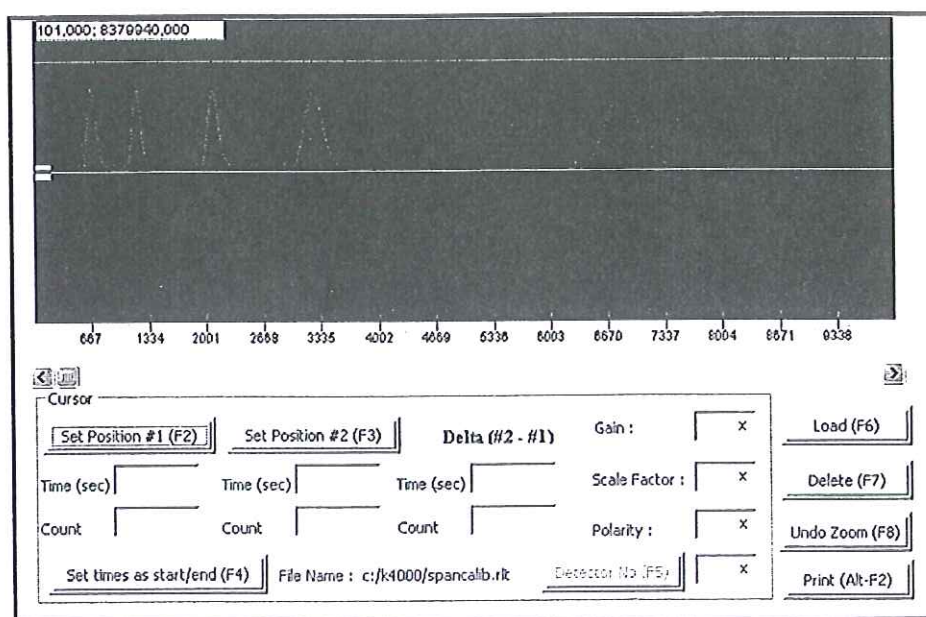 101,000; 8379940,000
667 1334 2001 2668 3335 4002 4669 5336 6003 6670 7337 8004 8671 9338
Cursor
Set Position #1 (F2) Set Position #2 (F3) Delta (#2 - #1) Gain : x Load (F6)
Time (sec) Time (sec) Time (sec) Scale Factor : x Delete (F7)
Count Count Count Polarity : x Undo Zoom (F8)
Set times as start/end (F4) File Name : c:/k4000/spancalib.rlt Detector No (F5) x Print (Alt-F2)